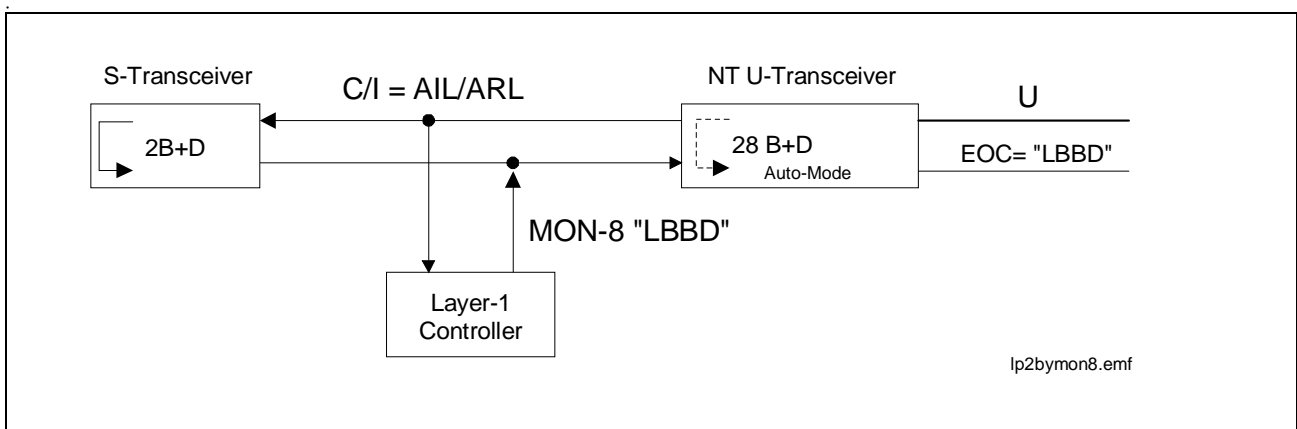 .
S-Transceiver
NT U-Transceiver
C/I = AIL/ARL
U
2B+D
28 B+D
Auto-Mode
EOC= "LBBD"
MON-8 "LBBD"
Layer-1
Controller
lp2bymon8.emf